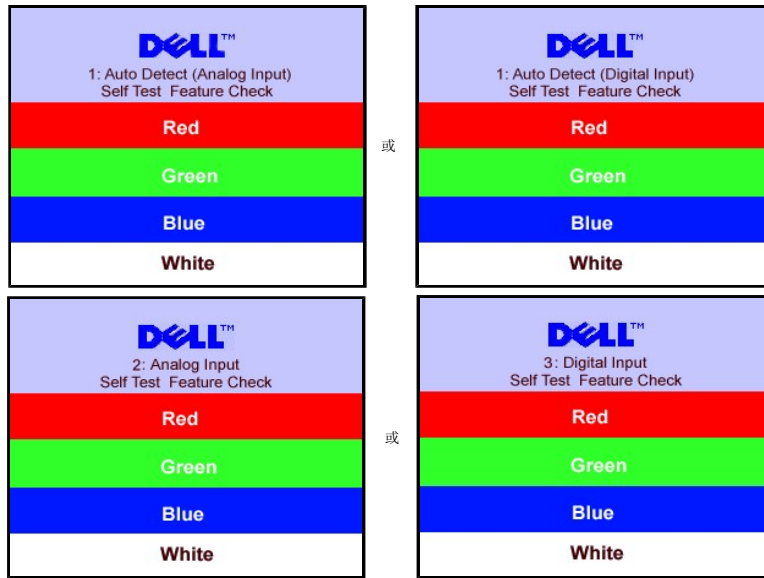 DELL™
1: Auto Detect (Analog Input)
Self Test Feature Check
Red
Green
Blue
White
或
DELL™
1: Auto Detect (Digital Input)
Self Test Feature Check
Red
Green
Blue
White
DELL™
2: Analog Input
Self Test Feature Check
Red
Green
Blue
White
或
DELL™
3: Digital Input
Self Test Feature Check
Red
Green
Blue
White